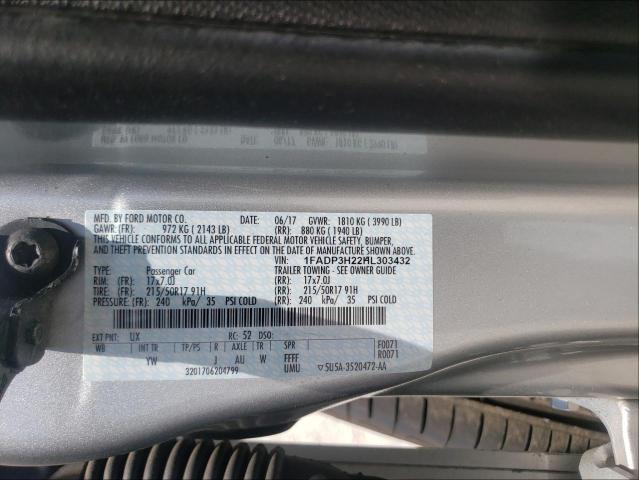 MFD. BY FORD MOTOR CO. 06/17 GVWR: 1810 KG ( 3990 LB)
GAWR: (FR): 972 KG ( 2143 LB) (RR): 880 KG ( 1940 LB)
THIS VEHICLE CONFORMS TO ALL APPLICABLE FEDERAL MOTOR VEHICLE SAFETY, BUMPER,
AND THEFT PREVENTION STANDARDS IN EFFECT ON THE DATE OF MANUFACTURE SHOWN ABOVE.
VIN: 1FADP3H22HL303432
TYPE: Passenger Car TRAILER TOWING - SEE OWNER GUIDE
RIM: (FR): 17x7.0J (RR): 17x7.0J
TIRE: (FR): 215/50R17 91H (RR): 215/50R17 91H
PRESSURE: (FR): 240 kPa/ 35 PSI COLD (RR): 240 kPa/ 35 PSI COLD
EXT PNT: UX RC: 52 DSO: F0071
WB INT TR TP/PS R AXLE TR SPR R0071
YW J AU W FFFF
UMU
3201706204799 5U5A-3520472-AA